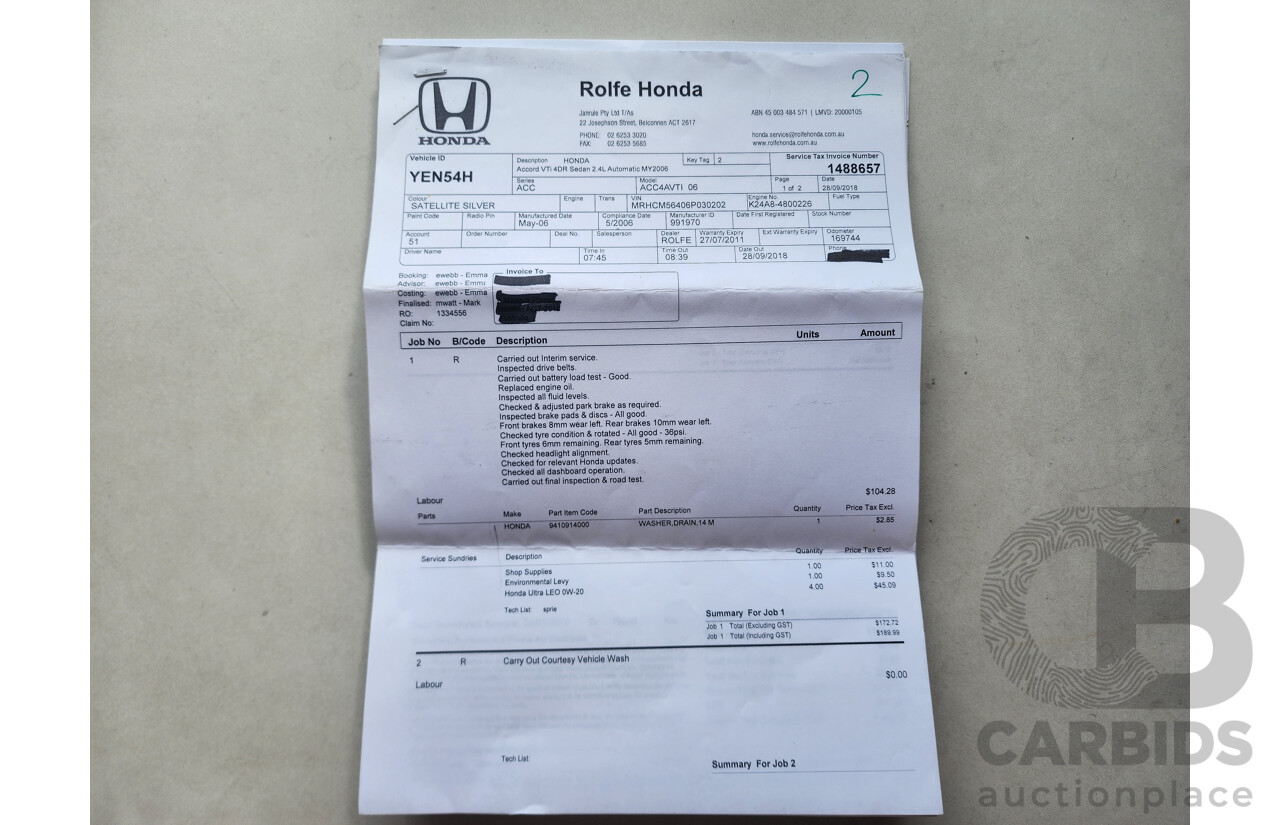 Rolfe Honda
2
HONDA
Janrule Pty Ltd T/As
22 Josephson Street, Belconnen ACT 2617
PHONE: 02 6253 3020
FAX: 02 6253 5685
ABN 45 003 484 571 | LMVD: 20000105
honda.service@rolfehonda.com.au
www.rolfehonda.com.au
Vehicle ID
YEN54H
Description HONDA
Accord VTi 4DR Sedan 2.4L Automatic MY2006
Key Tag 2
Service Tax Invoice Number
1488657
Series
ACC
Model
ACC4AVTI 06
Page
1 of 2
Date
28/09/2018
Colour
SATELLITE SILVER
Engine
Trans
VIN
MRHCM56406P030202
Engine No.
K24A8-4800226
Fuel Type
Paint Code
Radio Pin
Manufactured Date
May-06
Compliance Date
5/2006
Manufacturer ID
991970
Date First Registered
Stock Number
Account
51
Order Number
Deal No.
Salesperson
Dealer
ROLFE
Warranty Expiry
27/07/2011
Ext Warranty Expiry
Odometer
169744
Driver Name
Time In
07:45
Time Out
08:39
Date Out
28/09/2018
Phone
Booking: ewebb - Emma
Advisor: ewebb - Emma
Costing: ewebb - Emma
Finalised: mwatt - Mark
RO: 1334556
Claim No:
Invoice To
Job No B/Code Description Units Amount
1 R Carried out Interim service.
Inspected drive belts.
Carried out battery load test - Good.
Replaced engine oil.
Inspected all fluid levels.
Checked & adjusted park brake as required.
Inspected brake pads & discs - All good.
Front brakes 8mm wear left. Rear brakes 10mm wear left.
Checked tyre condition & rotated - All good - 36psi.
Front tyres 6mm remaining. Rear tyres 5mm remaining.
Checked headlight alignment.
Checked for relevant Honda updates.
Checked all dashboard operation.
Carried out final inspection & road test.
Labour $104.28
Parts Make Part Item Code Part Description Quantity Price Tax Excl.
HONDA 9410914000 WASHER,DRAIN,14 M 1 $2.85
Service Sundries Description Quantity Price Tax Excl.
Shop Supplies 1.00 $11.00
Environmental Levy 1.00 $9.50
Honda Ultra LEO 0W-20 4.00 $45.09
Tech List: sprie
Summary For Job 1
Job 1 Total (Excluding GST) $172.72
Job 1 Total (Including GST) $189.99
2 R Carry Out Courtesy Vehicle Wash
Labour $0.00
Tech List
Summary For Job 2
CB
CARBIDS
auctionplace